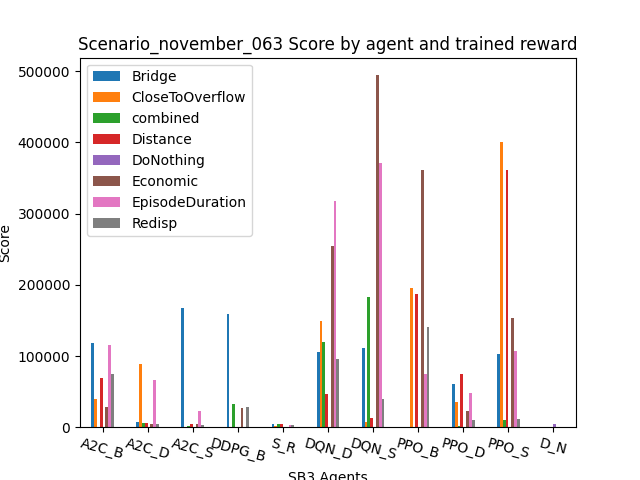 Scenario_november_063 Score by agent and trained reward
Score
500000
400000
300000
200000
100000
0
Bridge
CloseToOverflow
combined
Distance
DoNothing
Economic
EpisodeDuration
Redisp
A2C_B
A2C_D
A2C_S
DDPG_B
S_R
DQN_D
DQN_S
PPO_B
PPO_D
PPO_S
D_N
SB3 Agents